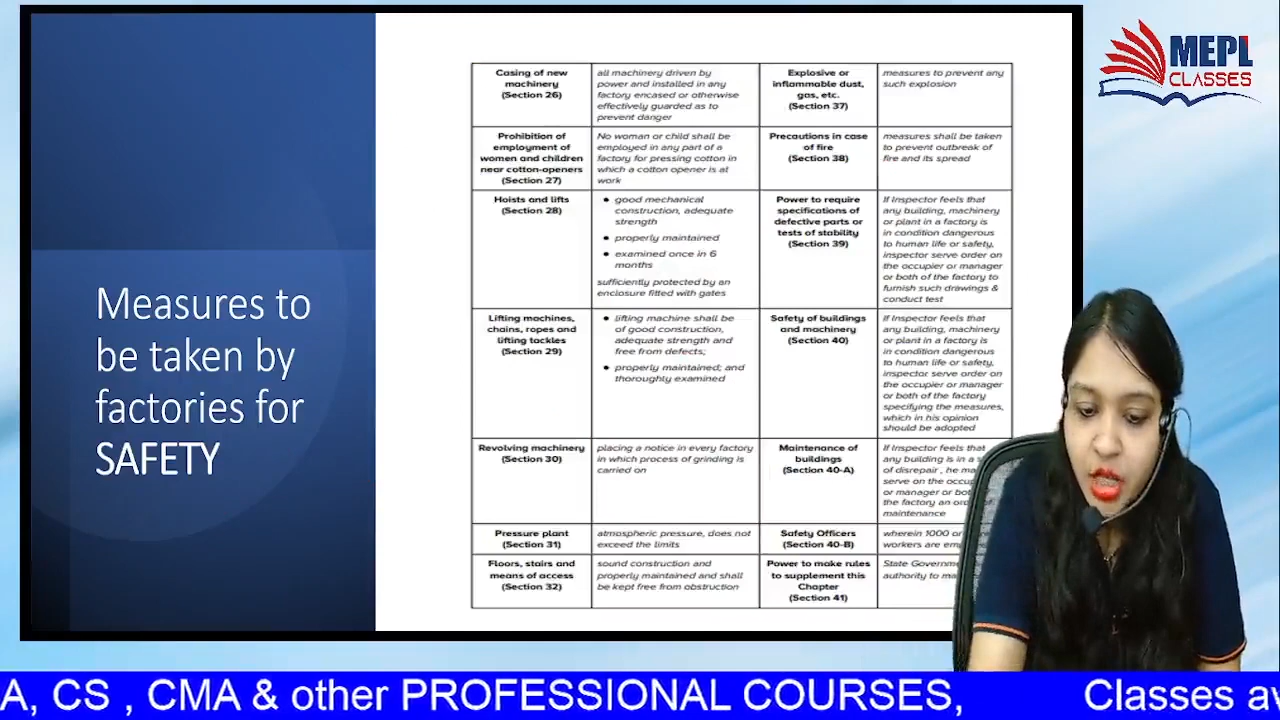 MEPL
CLASSES
Measures to
be taken by
factories for
SAFETY
Casing of new
machinery
(Section 26)
all machinery driven by
power and installed in any
factory encased or otherwise
effectively guarded as to
prevent danger
Explosive or
inflammable dust,
gas, etc.
(Section 37)
measures to prevent any
such explosion
Prohibition of
employment of
women and children
near cotton-openers
(Section 27)
No woman or child shall be
employed in any part of a
factory for pressing cotton in
which a cotton opener is at
work
Precautions in case
of fire
(Section 38)
measures shall be taken
to prevent outbreak of
fire and its spread
Hoists and lifts
(Section 28)
• good mechanical
construction, adequate
strength
• properly maintained
• examined once in 6
months
sufficiently protected by an
enclosure fitted with gates
Power to require
specifications of
defective parts or
tests of stability
(Section 39)
If Inspector feels that
any building, machinery
or plant in a factory is
in condition dangerous
to human life or safety,
inspector serve order on
the occupier or manager
or both of the factory to
furnish such drawings &
conduct test
Lifting machines,
chains, ropes and
lifting tackles
(Section 29)
• lifting machine shall be
of good construction,
adequate strength and
free from defects;
• properly maintained; and
thoroughly examined
Safety of buildings
and machinery
(Section 40)
If Inspector feels that
any building, machinery
or plant in a factory is
in condition dangerous
to human life or safety,
inspector serve order on
the occupier or manager
or both of the factory
specifying the measures,
which in his opinion
should be adopted
Revolving machinery
(Section 30)
placing a notice in every factory
in which process of grinding is
carried on
Maintenance of
buildings
(Section 40-A)
If Inspector feels that
any building is in a
of disrepair , he
serve on the
or manager or
the factory an
maintenance
Pressure plant
(Section 31)
atmospheric pressure, does not
exceed the limits
Safety Officers
(Section 40-B)
wherein 1000 or
workers are
Floors, stairs and
means of access
(Section 32)
sound construction and
properly maintained and shall
be kept free from obstruction
Power to make rules
to supplement this
Chapter
(Section 41)
State
authority to
A, CS , CMA & other PROFESSIONAL COURSES, Classes